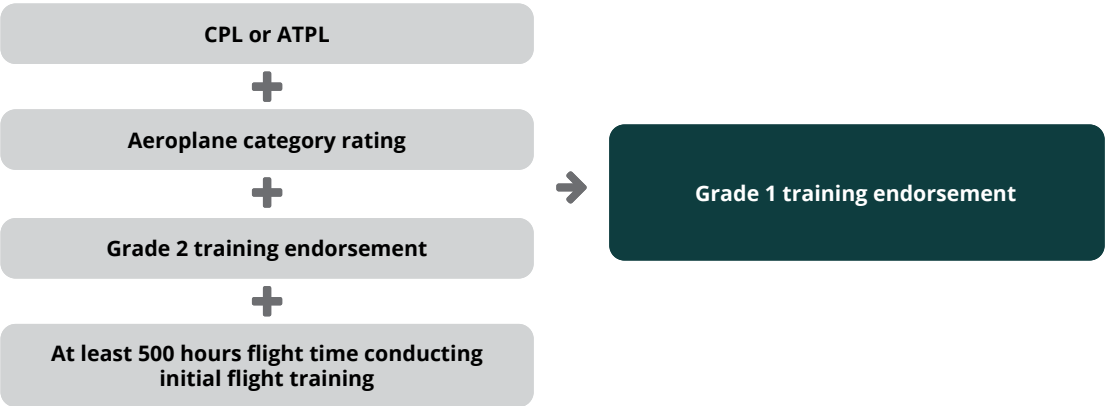 CPL or ATPL
Aeroplane category rating
Grade 2 training endorsement
At least 500 hours flight time conducting
initial flight training
Grade 1 training endorsement